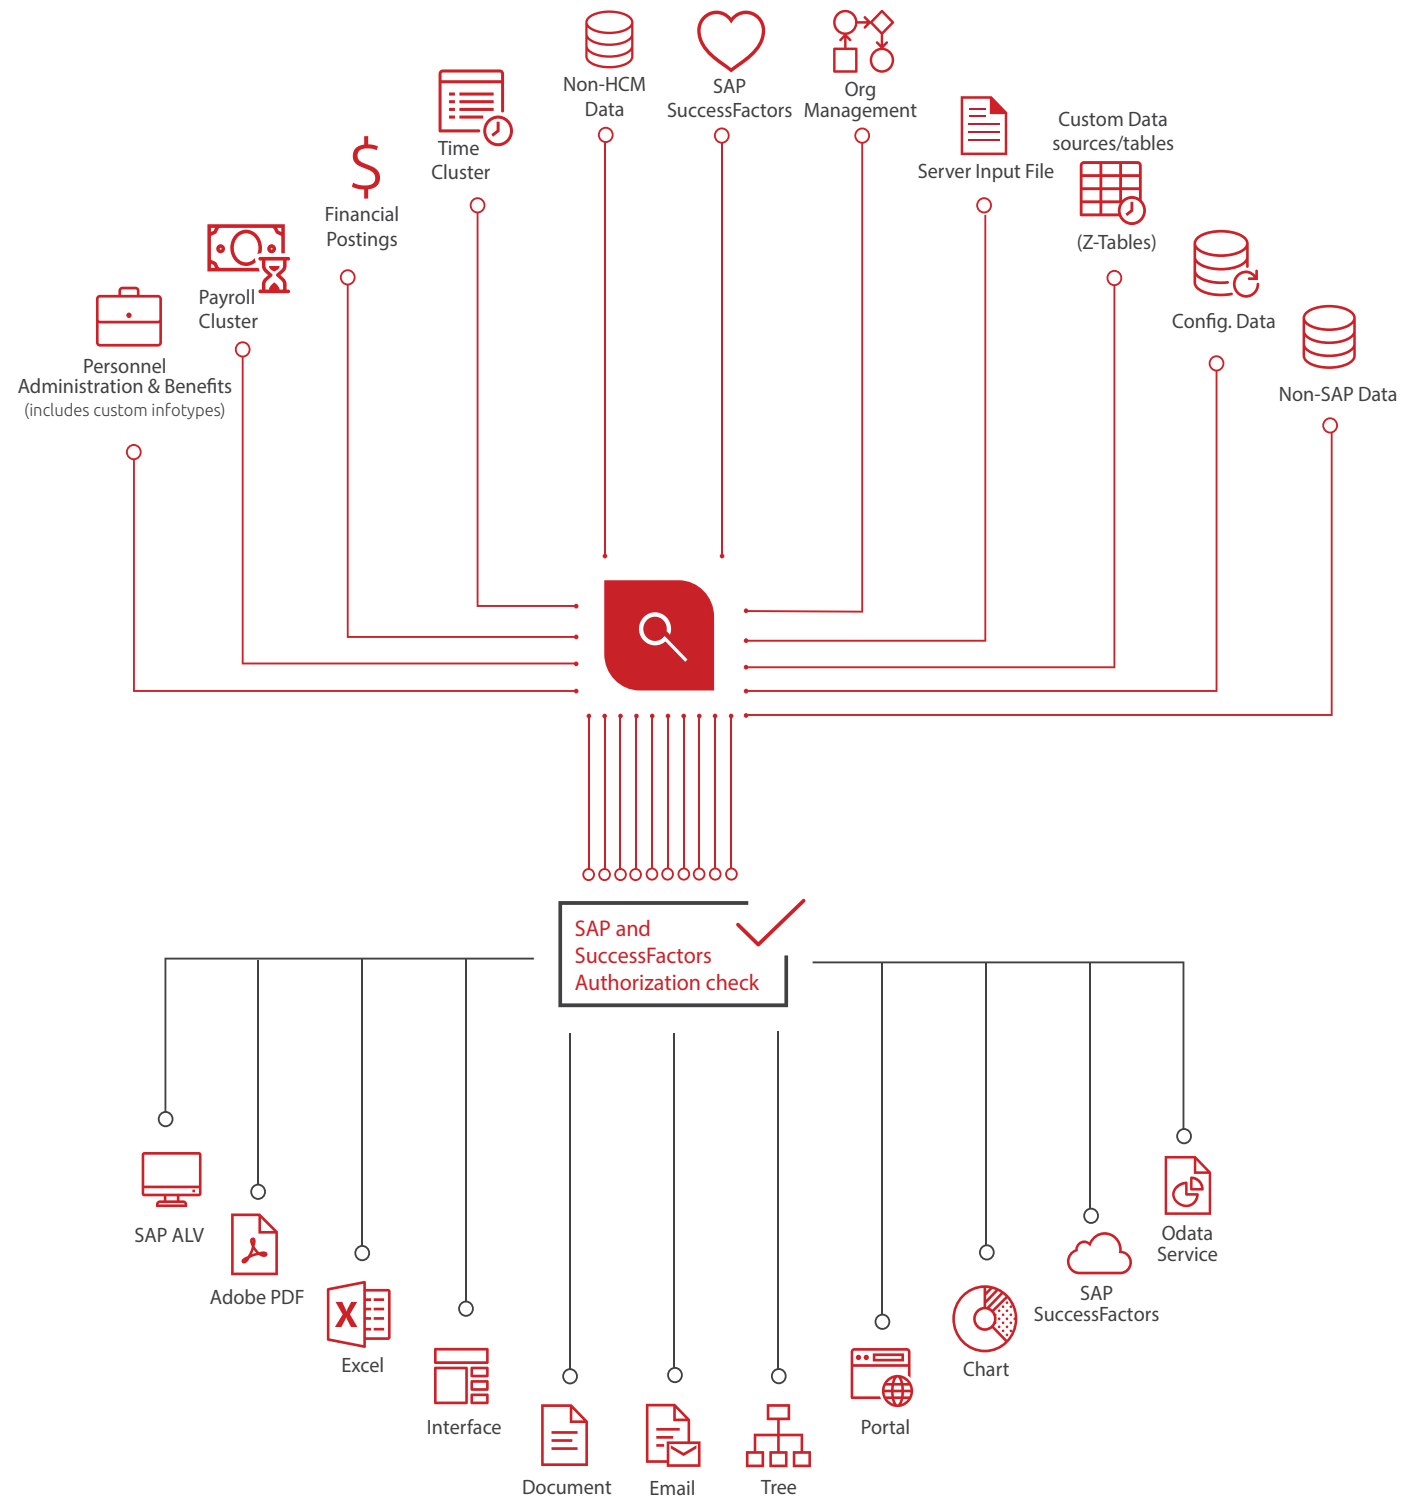 Non-HCM
Data
SAP
SuccessFactors
Org
Management
Time
Cluster
Server Input File
Custom Data
sources/tables
(Z-Tables)
Financial
Postings
Payroll
Cluster
Config. Data
Personnel
Administration & Benefits
(includes custom infotypes)
Non-SAP Data
SAP and
SuccessFactors
Authorization check
SAP ALV
Adobe PDF
X
Excel
Interface
Document
Email
Tree
Portal
Chart
SAP
SuccessFactors
Odata
Service